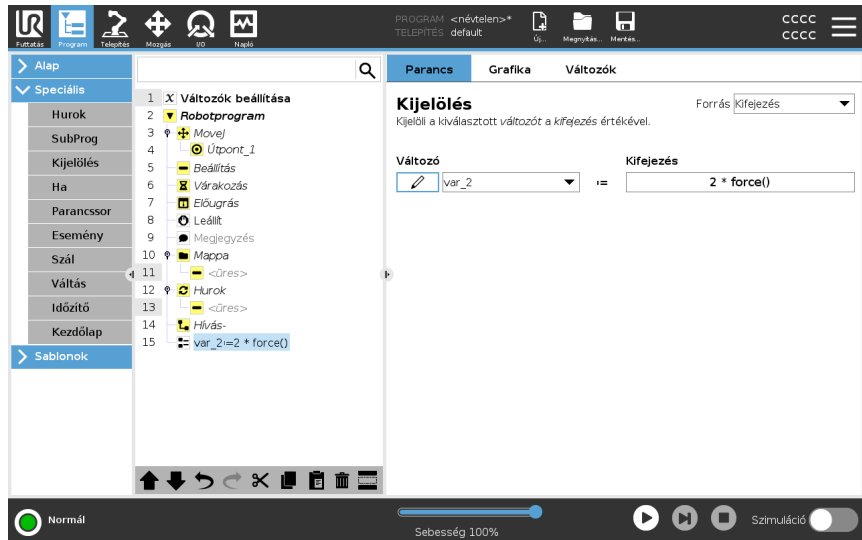 UR
Futtatás
Program
Telepítés
Mozgás
I/O
Napló
PROGRAM <névtelen>*
TELEPÍTÉS default
Új...
Megnyitás...
Mentés...
CCCC
CCCC
Alap
Speciális
Hurok
SubProg
Kijelölés
Ha
Parancssor
Esemény
Szál
Váltás
Időzítő
Kezdőlap
Sablonok
1 X Változók beállítása
2 Robotprogram
3 MoveJ
4 Útpont_1
5 Beállítás
6 Várakozás
7 Előugrás
8 Leállít
9 Megjegyzés
10 Mappa
11 <üres>
12 Hurok
13 <üres>
14 Hívás-
15 var_2≔2 * force()
Parancs Grafika Változók
Kijelölés
Forrás Kifejezés
Kijelöli a kiválasztott változót a kifejezés értékével.
Változó Kifejezés
var_2 ≔ 2 * force()
Normál
Sebesség 100%
Szimuláció